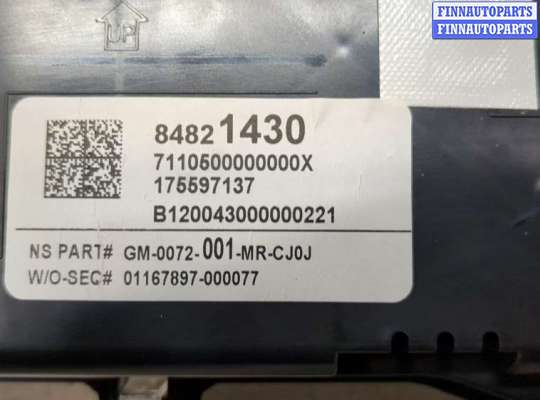 FINNAUTOPARTS
FINNAUTOPARTS
UP
84821430
7110500000000X
175597137
B120043000000221
NS PART# GM-0072-001-MR-CJ0J
W/O-SEC# 01167897-000077